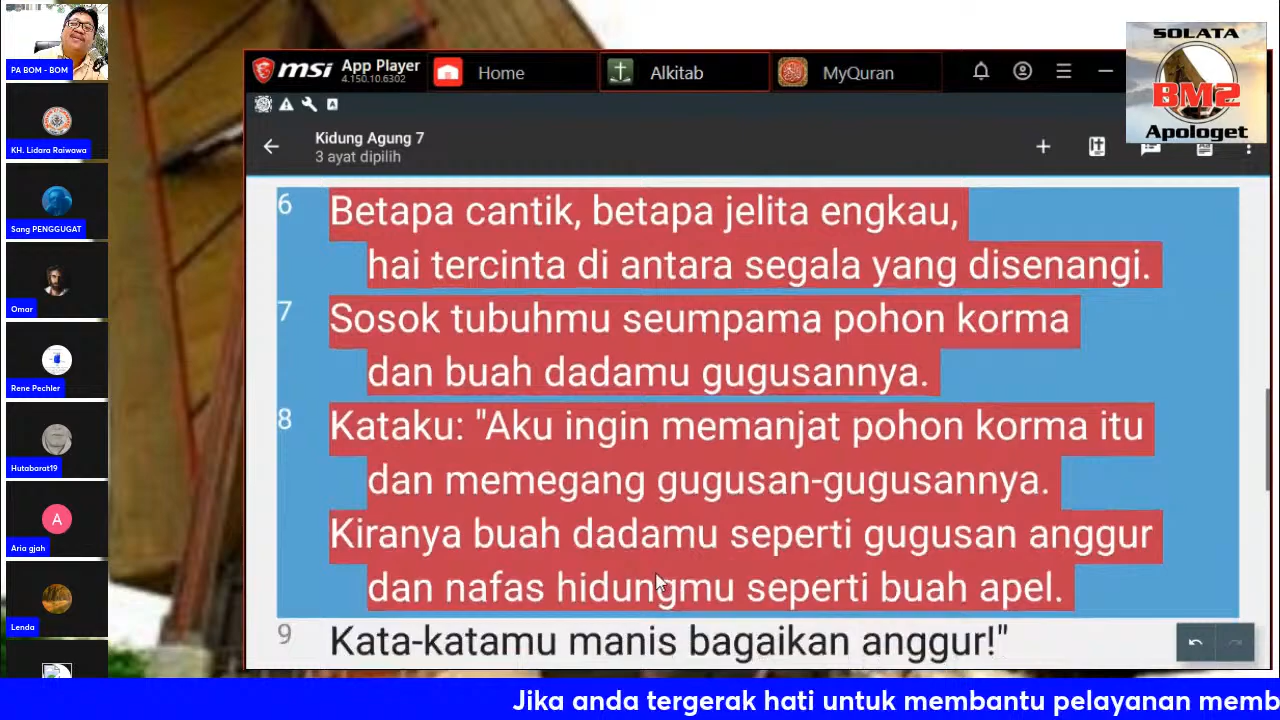 PA BOM - BOM
KH. Lidara Raiwawa
Sang PENGGUGAT
Omar
Rene Pechler
Hutabarat19
A
Aria gjah
Lenda
msi App Player
4.150.10.6302
Home
Alkitab
MyQuran
SOLATA
BM2
Apologet
Kidung Agung 7
3 ayat dipilih
6 Betapa cantik, betapa jelita engkau,
hai tercinta di antara segala yang disenangi.
7 Sosok tubuhmu seumpama pohon korma
dan buah dadamu gugusannya.
8 Kataku: "Aku ingin memanjat pohon korma itu
dan memegang gugusan-gugusannya.
Kiranya buah dadamu seperti gugusan anggur
dan nafas hidungmu seperti buah apel.
9 Kata-katamu manis bagaikan anggur!"
Jika anda tergerak hati untuk membantu pelayanan memb